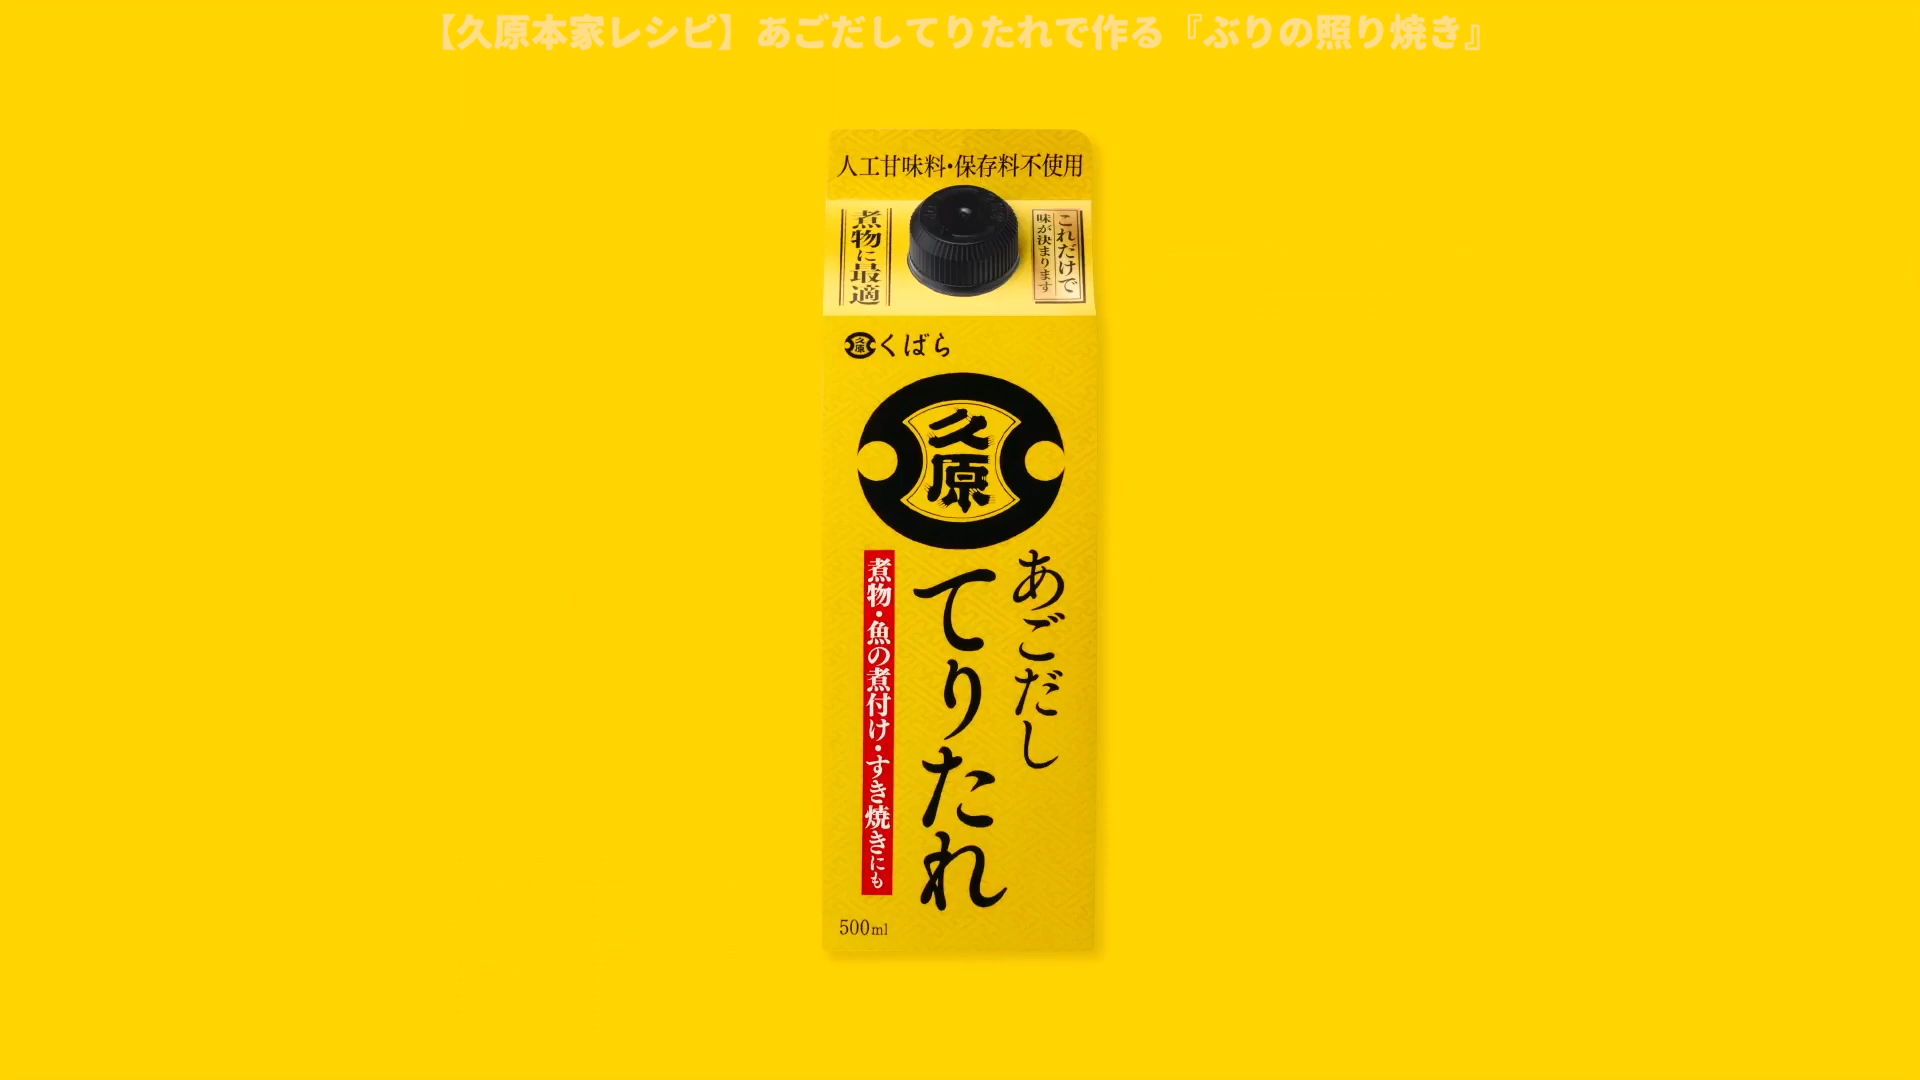 【久原本家レシピ】あごだしてりたれで作る『ぶりの照り焼き』
人工甘味料・保存料不使用
これだけで
味が決まります
煮物に最適
久原
くばら
久原
あごだし
てりたれ
煮物・魚の煮付け・すき焼きにも
500ml